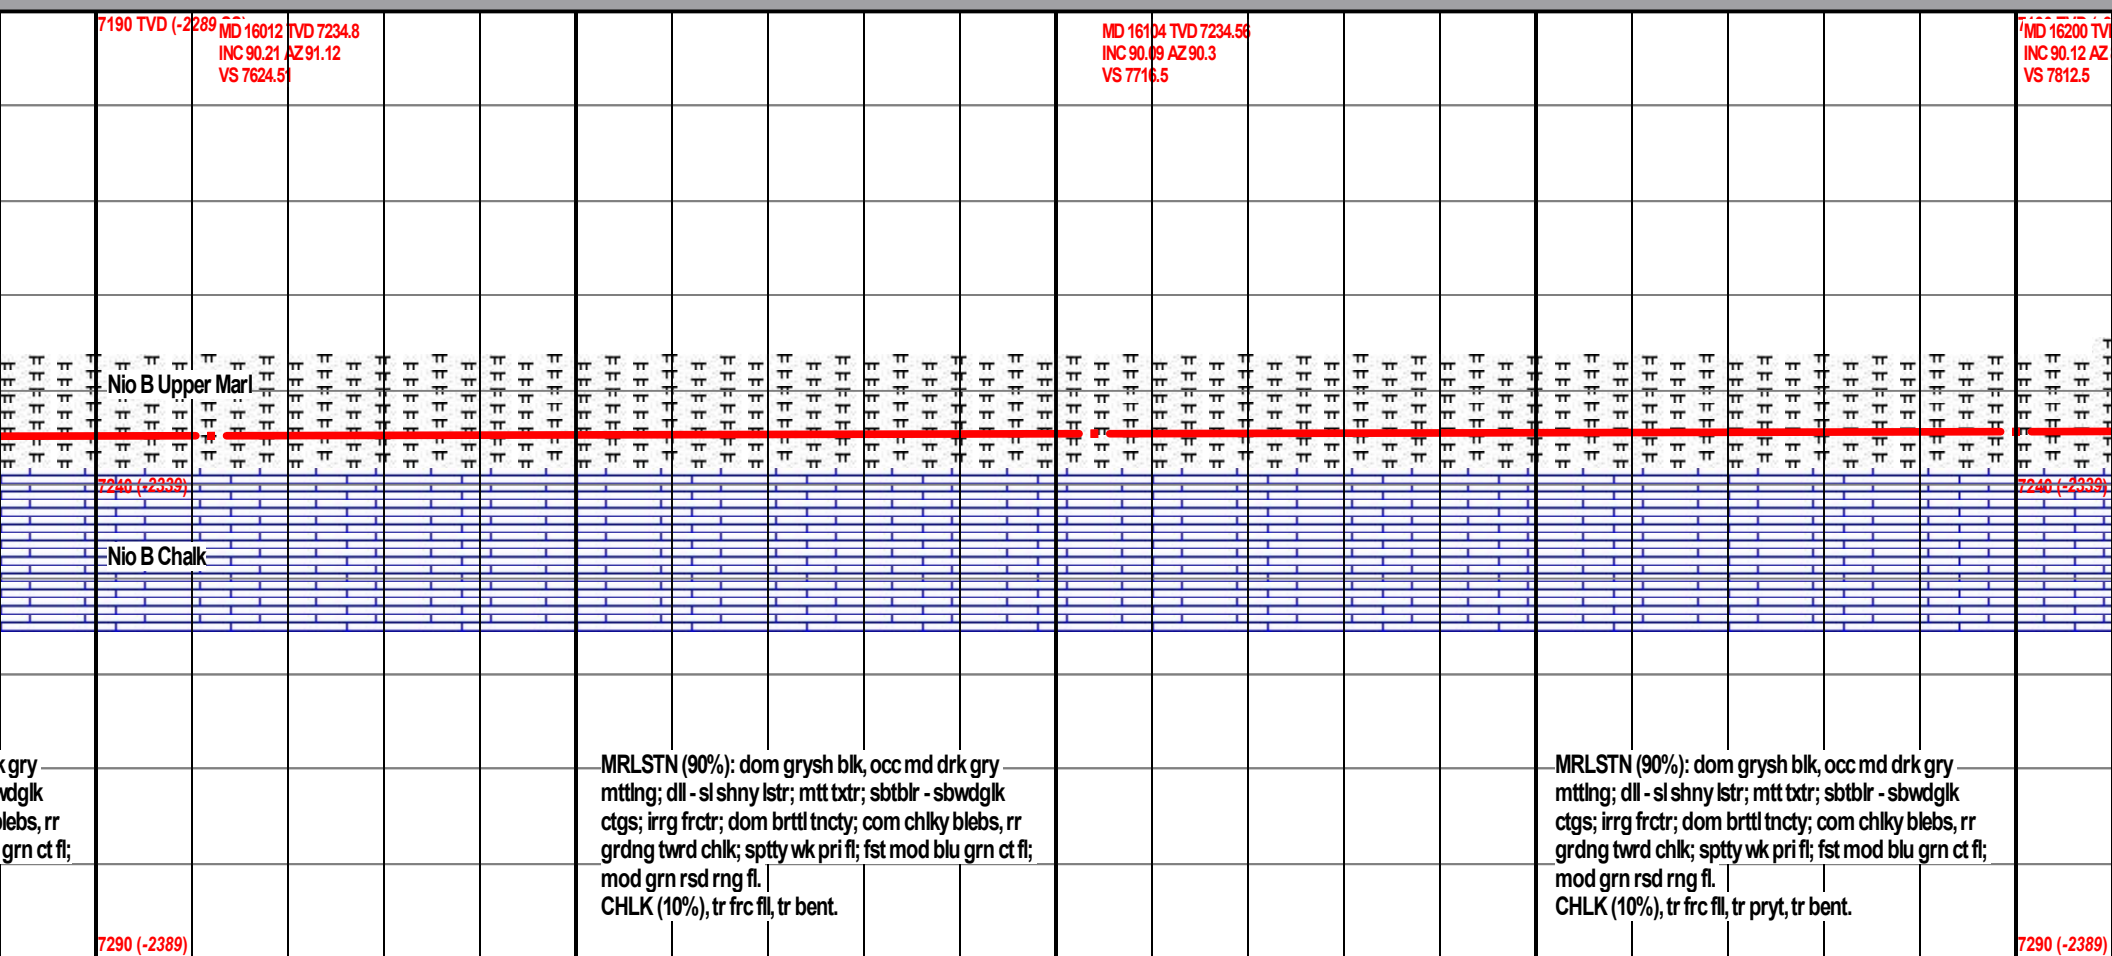 7190 TVD (-2289
MD 16012 TVD 7234.8
INC 90.21 AZ 91.12
VS 7624.51
MD 16104 TVD 7234.56
INC 90.09 AZ 90.3
VS 7716.5
MD 16200 TV
INC 90.12 AZ
VS 7812.5
Nio B Upper Marl
7240 (-2339)
7240 (-2339)
Nio B Chalk
k gry
wdglk
blebs, rr
grn ct fl;
MRLSTN (90%): dom grysh blk, occ md drk gry
mttlng; dll - sl shny lstr; mtt txtr; sbtblr - sbwdglk
ctgs; irrg frctr; dom brttl tncty; com chlky blebs, rr
grdng twrd chlk; sptty wk pri fl; fst mod blu grn ct fl;
mod grn rsd rng fl.
CHLK (10%), tr frc fll, tr bent.
MRLSTN (90%): dom grysh blk, occ md drk gry
mttlng; dll - sl shny lstr; mtt txtr; sbtblr - sbwdglk
ctgs; irrg frctr; dom brttl tncty; com chlky blebs, rr
grdng twrd chlk; sptty wk pri fl; fst mod blu grn ct fl;
mod grn rsd rng fl.
CHLK (10%), tr frc fll, tr pryt, tr bent.
7290 (-2389)
7290 (-2389)